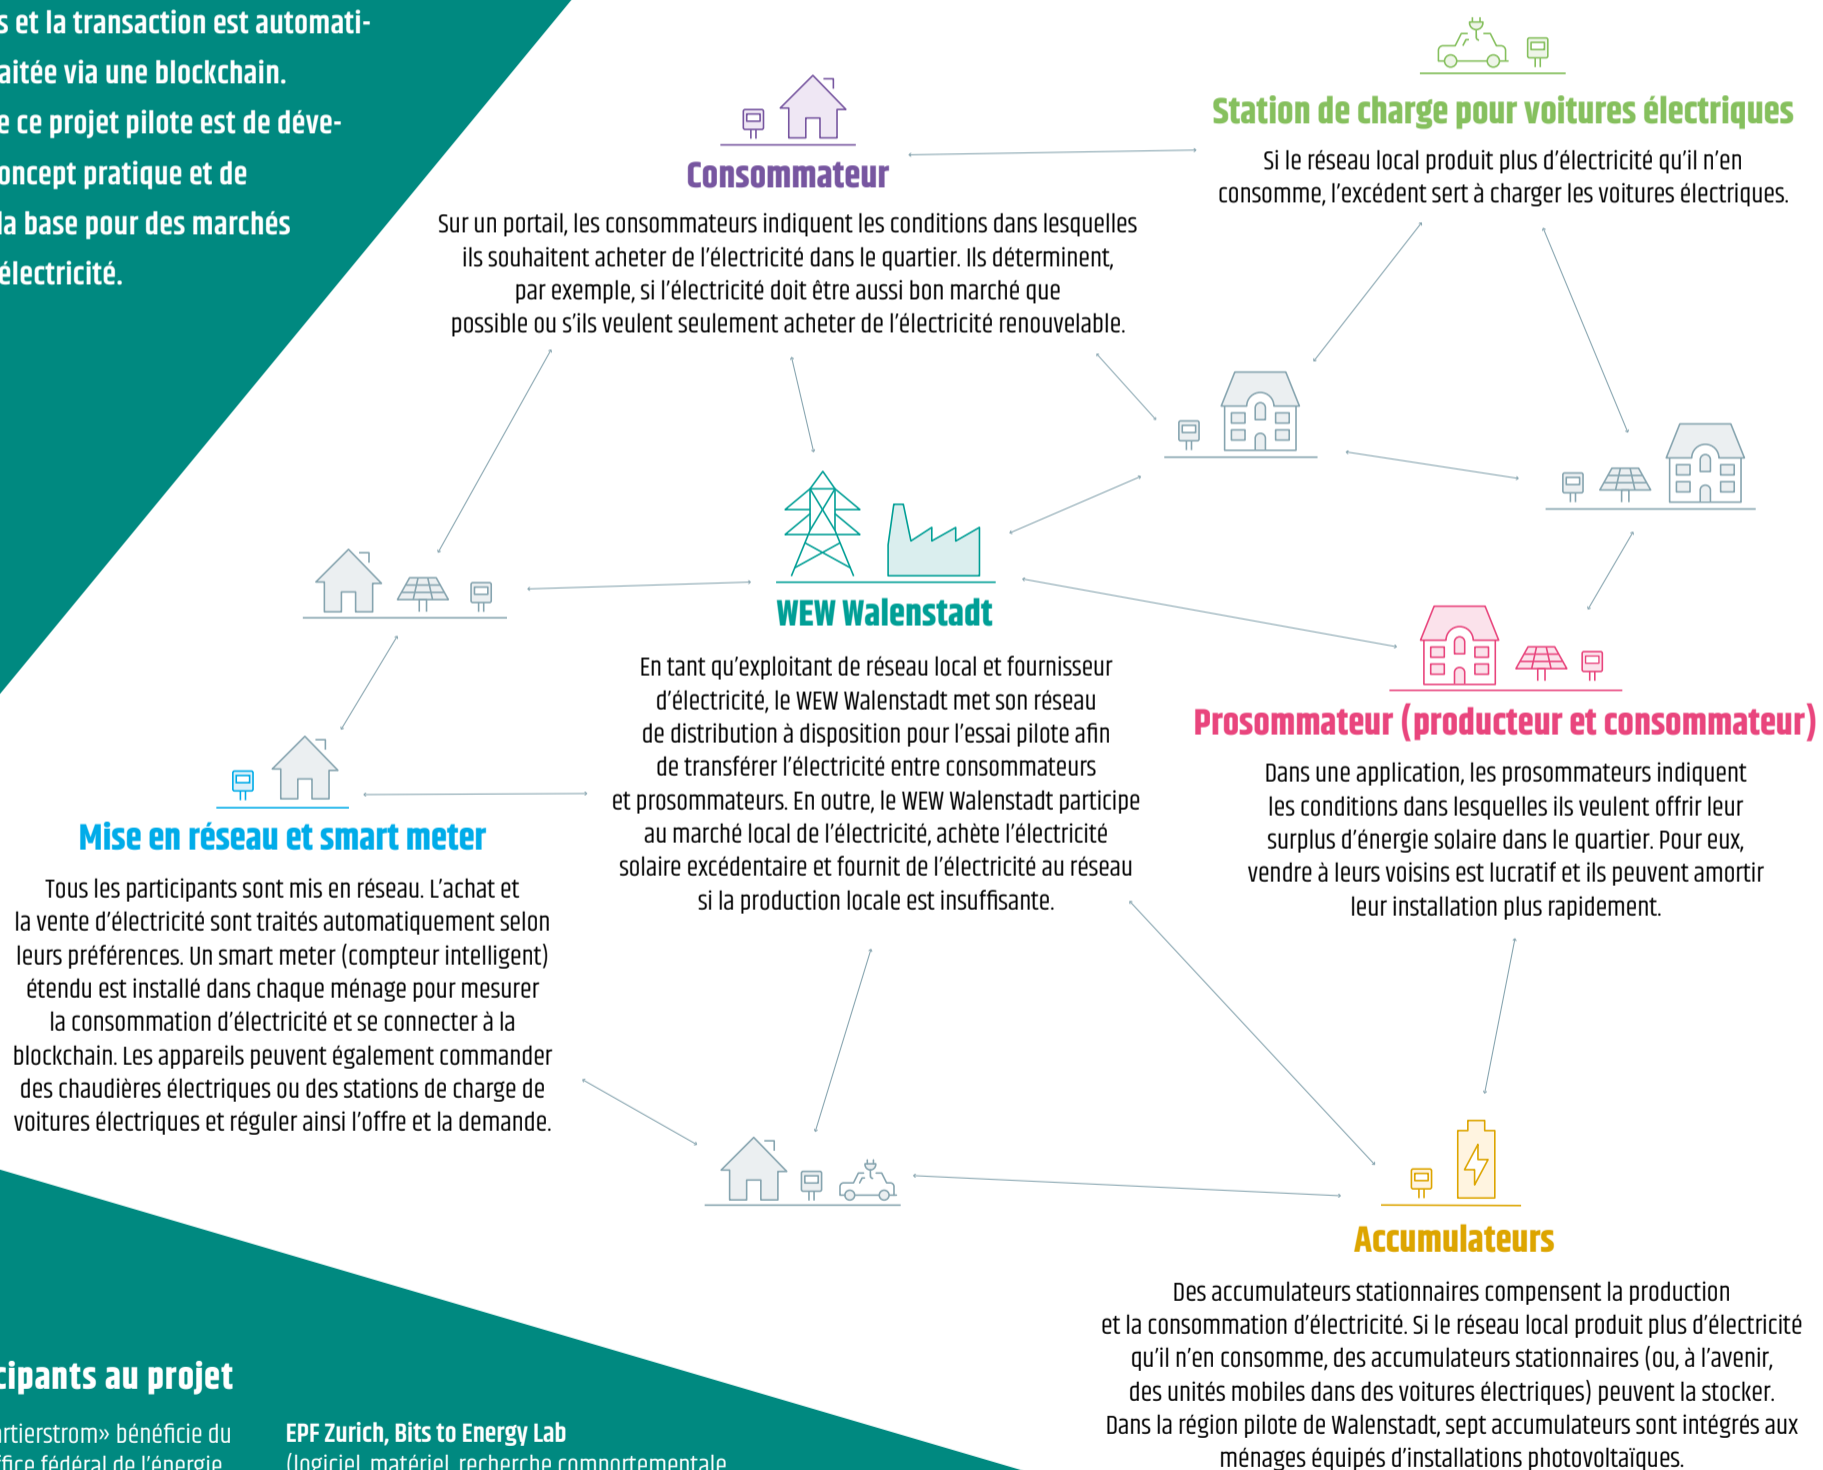 s et la transaction est automati-
aitée via une blockchain.
e ce projet pilote est de déve-
oncept pratique et de
la base pour des marchés
électricité.
Consommateur
Sur un portail, les consommateurs indiquent les conditions dans lesquelles
ils souhaitent acheter de l’électricité dans le quartier. Ils déterminent,
par exemple, si l’électricité doit être aussi bon marché que
possible ou s’ils veulent seulement acheter de l’électricité renouvelable.
Station de charge pour voitures électriques
Si le réseau local produit plus d’électricité qu’il n’en
consomme, l’excédent sert à charger les voitures électriques.
WEW Walenstadt
En tant qu’exploitant de réseau local et fournisseur
d’électricité, le WEW Walenstadt met son réseau
de distribution à disposition pour l’essai pilote afin
de transférer l’électricité entre consommateurs
et prosommateurs. En outre, le WEW Walenstadt participe
au marché local de l’électricité, achète l’électricité
solaire excédentaire et fournit de l’électricité au réseau
si la production locale est insuffisante.
Prosommateur (producteur et consommateur)
Dans une application, les prosommateurs indiquent
les conditions dans lesquelles ils veulent offrir leur
surplus d’énergie solaire dans le quartier. Pour eux,
vendre à leurs voisins est lucratif et ils peuvent amortir
leur installation plus rapidement.
Mise en réseau et smart meter
Tous les participants sont mis en réseau. L’achat et
la vente d’électricité sont traités automatiquement selon
leurs préférences. Un smart meter (compteur intelligent)
étendu est installé dans chaque ménage pour mesurer
la consommation d’électricité et se connecter à la
blockchain. Les appareils peuvent également commander
des chaudières électriques ou des stations de charge de
voitures électriques et réguler ainsi l’offre et la demande.
Accumulateurs
Des accumulateurs stationnaires compensent la production
et la consommation d’électricité. Si le réseau local produit plus d’électricité
qu’il n’en consomme, des accumulateurs stationnaires (ou, à l’avenir,
des unités mobiles dans des voitures électriques) peuvent la stocker.
Dans la région pilote de Walenstadt, sept accumulateurs sont intégrés aux
ménages équipés d’installations photovoltaïques.
cipants au projet
artierstrom» bénéficie du
ffice fédéral de l’énergie
EPF Zurich, Bits to Energy Lab
(logiciel, matériel, recherche comportementale